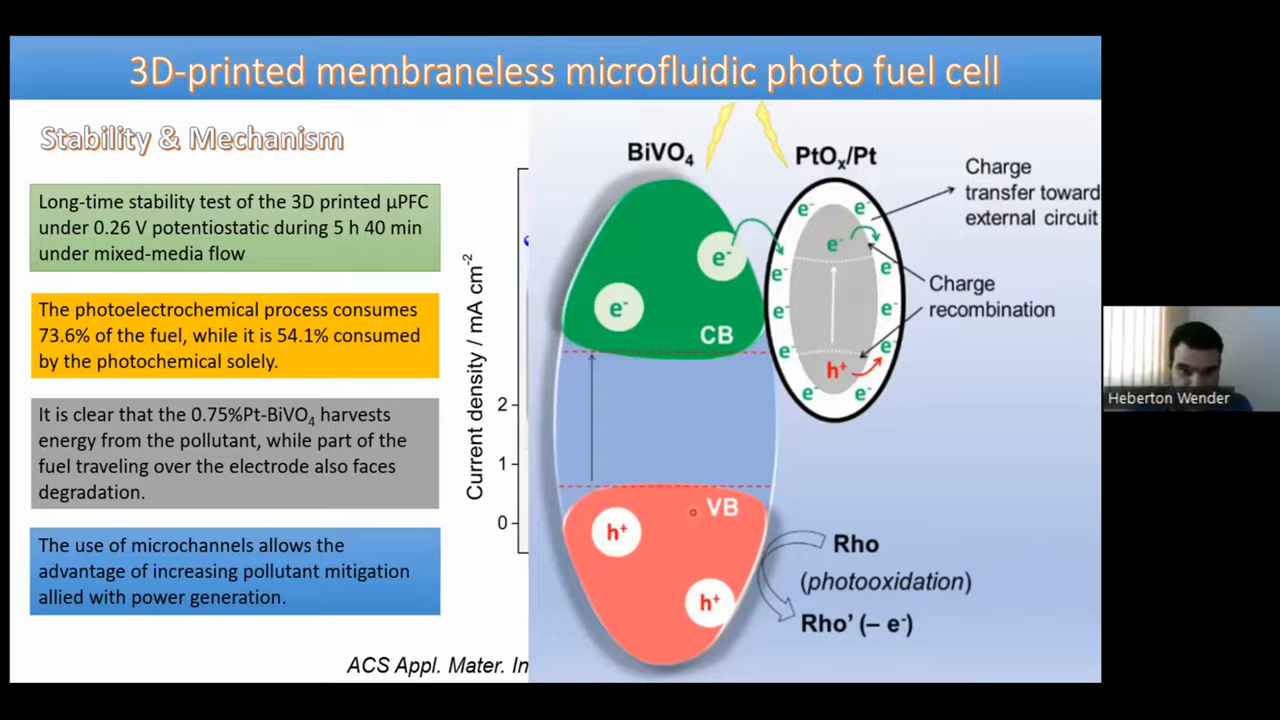 3D-printed membraneless microfluidic photo fuel cell
Stability & Mechanism
Long-time stability test of the 3D printed µPFC
under 0.26 V potentiostatic during 5 h 40 min
under mixed-media flow
The photoelectrochemical process consumes
73.6% of the fuel, while it is 54.1% consumed
by the photochemical solely.
It is clear that the 0.75%Pt-BiVO₄ harvests
energy from the pollutant, while part of the
fuel traveling over the electrode also faces
degradation.
The use of microchannels allows the
advantage of increasing pollutant mitigation
allied with power generation.
ACS Appl. Mater. In
Current density / mA cm⁻²
2
1
0
BiVO₄
PtOₓ/Pt
e⁻
e⁻
CB
VB
h⁺
h⁺
e⁻
e⁻
e⁻
e⁻
e⁻
e⁻
e⁻
e⁻
e⁻
e⁻
e⁻
h⁺
Charge
transfer toward
external circuit
Charge
recombination
Rho
(photooxidation)
Rho' (– e⁻)
Heberton Wender